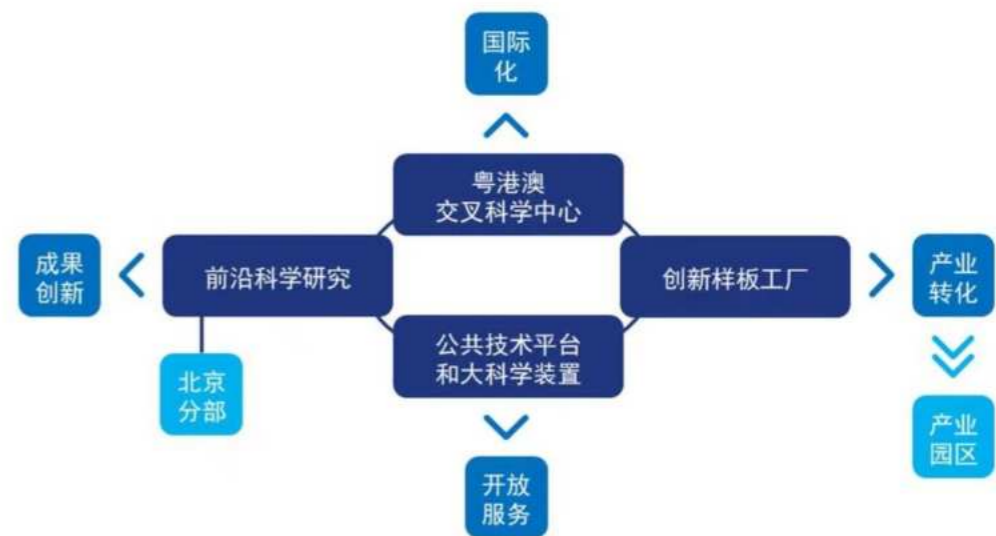 国际
化
粤港澳
交叉科学中心
成果
创新
前沿科学研究
创新样板工厂
产业
转化
公共技术平台
和大科学装置
北京
分部
产业
园区
开放
服务